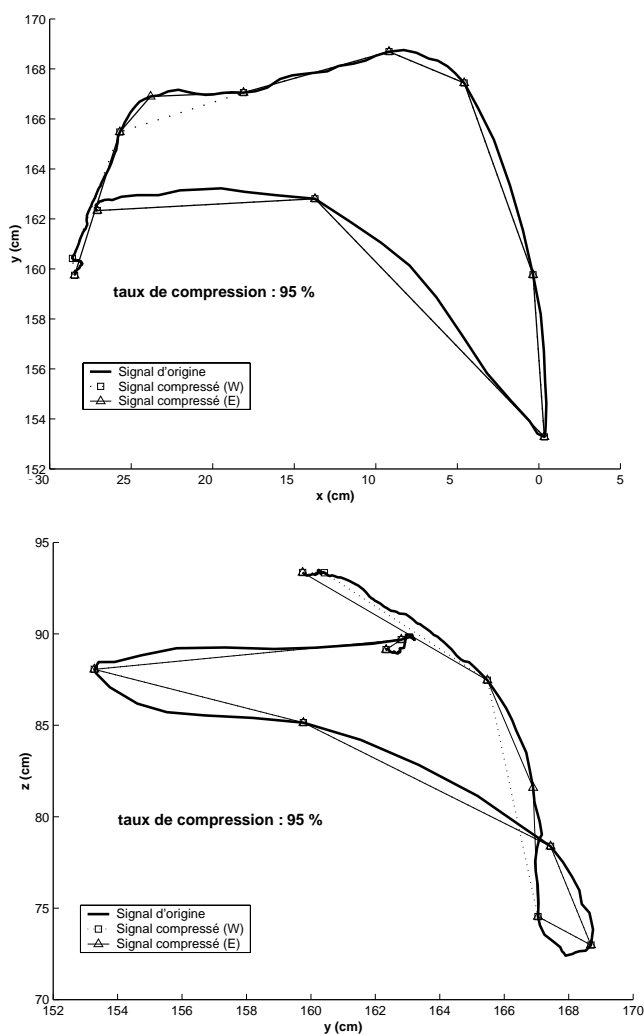 170
168
166
164
162
160
158
156
154
152
y (cm)
taux de compression : 95 %
Signal d'origine
Signal compressé (W)
Signal compressé (E)
-30 25 20 15 10 5 0 5
x (cm)
95
90
85
80
75
70
z (cm)
taux de compression : 95 %
Signal d'origine
Signal compressé (W)
Signal compressé (E)
152 154 156 158 160 162 164 166 168 170
y (cm)